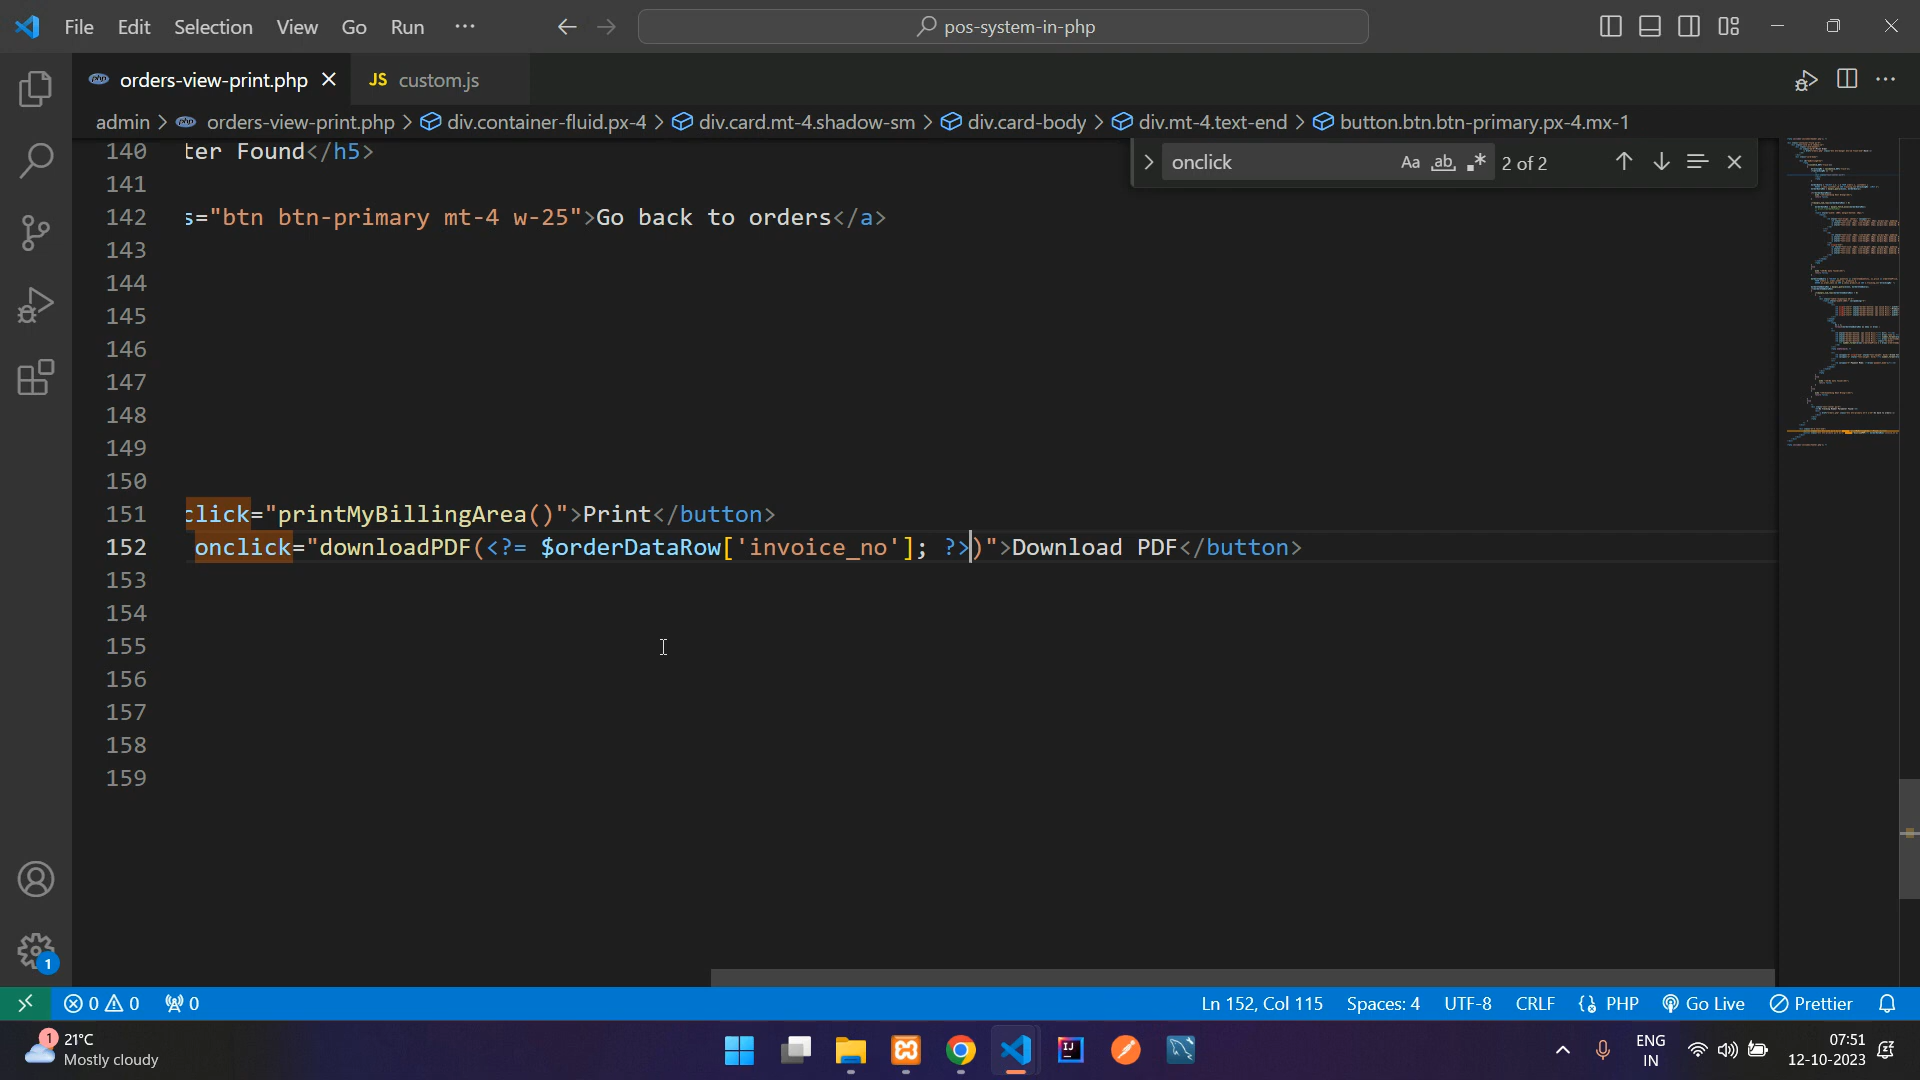 File Edit Selection View Go Run ··· pos-system-in-php
orders-view-print.php JS custom.js
admin > orders-view-print.php > div.container-fluid.px-4 > div.card.mt-4.shadow-sm > div.card-body > div.mt-4.text-end > button.btn.btn-primary.px-4.mx-1
onclick Aa ab .* 2 of 2
140 ter Found</h5>
141
142 s="btn btn-primary mt-4 w-25">Go back to orders</a>
143
144
145
146
147
148
149
150
151 click="printMyBillingArea()">Print</button>
152 onclick="downloadPDF(<?= $orderDataRow['invoice_no']; ?>)">Download PDF</button>
153
154
155
156
157
158
159
1
0 0 0 Ln 152, Col 115 Spaces: 4 UTF-8 CRLF PHP Go Live Prettier
1 21°C
Mostly cloudy
IJ
ENG
IN
07:51
12-10-2023